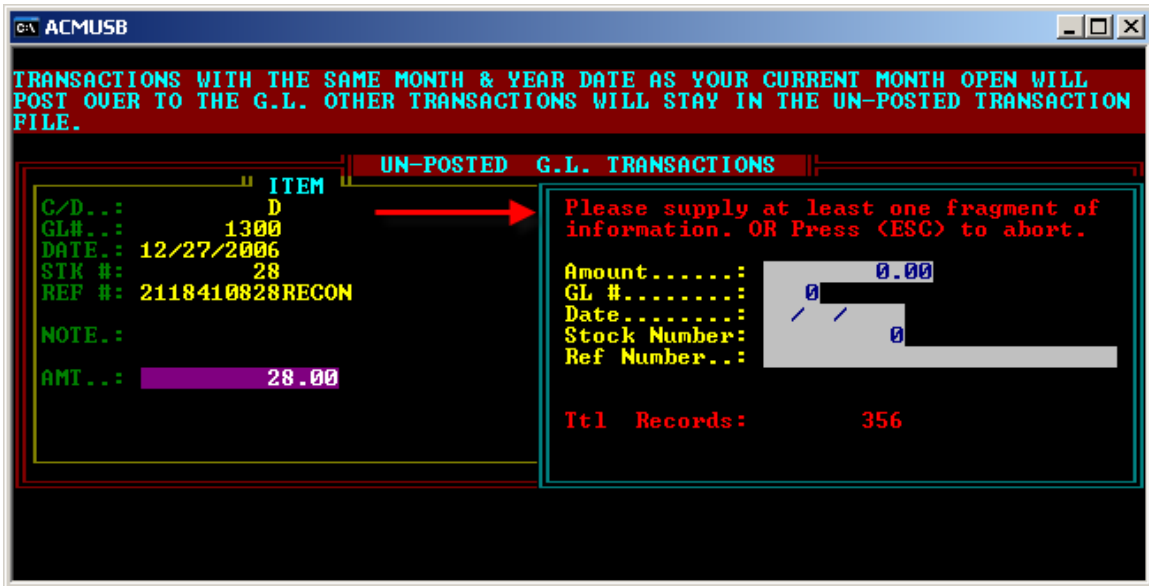 ACMUSB
TRANSACTIONS WITH THE SAME MONTH & YEAR DATE AS YOUR CURRENT MONTH OPEN WILL
POST OVER TO THE G.L. OTHER TRANSACTIONS WILL STAY IN THE UN-POSTED TRANSACTION
FILE.
UN-POSTED G.L. TRANSACTIONS
ITEM
C/D..: D
GL#..: 1300
DATE.: 12/27/2006
STK #: 28
REF #: 2118410828RECON
NOTE.:
AMT..: 28.00
Please supply at least one fragment of
information. OR Press <ESC> to abort.
Amount......: 0.00
GL #........: 0
Date........: / /
Stock Number: 0
Ref Number..:
Ttl Records: 356